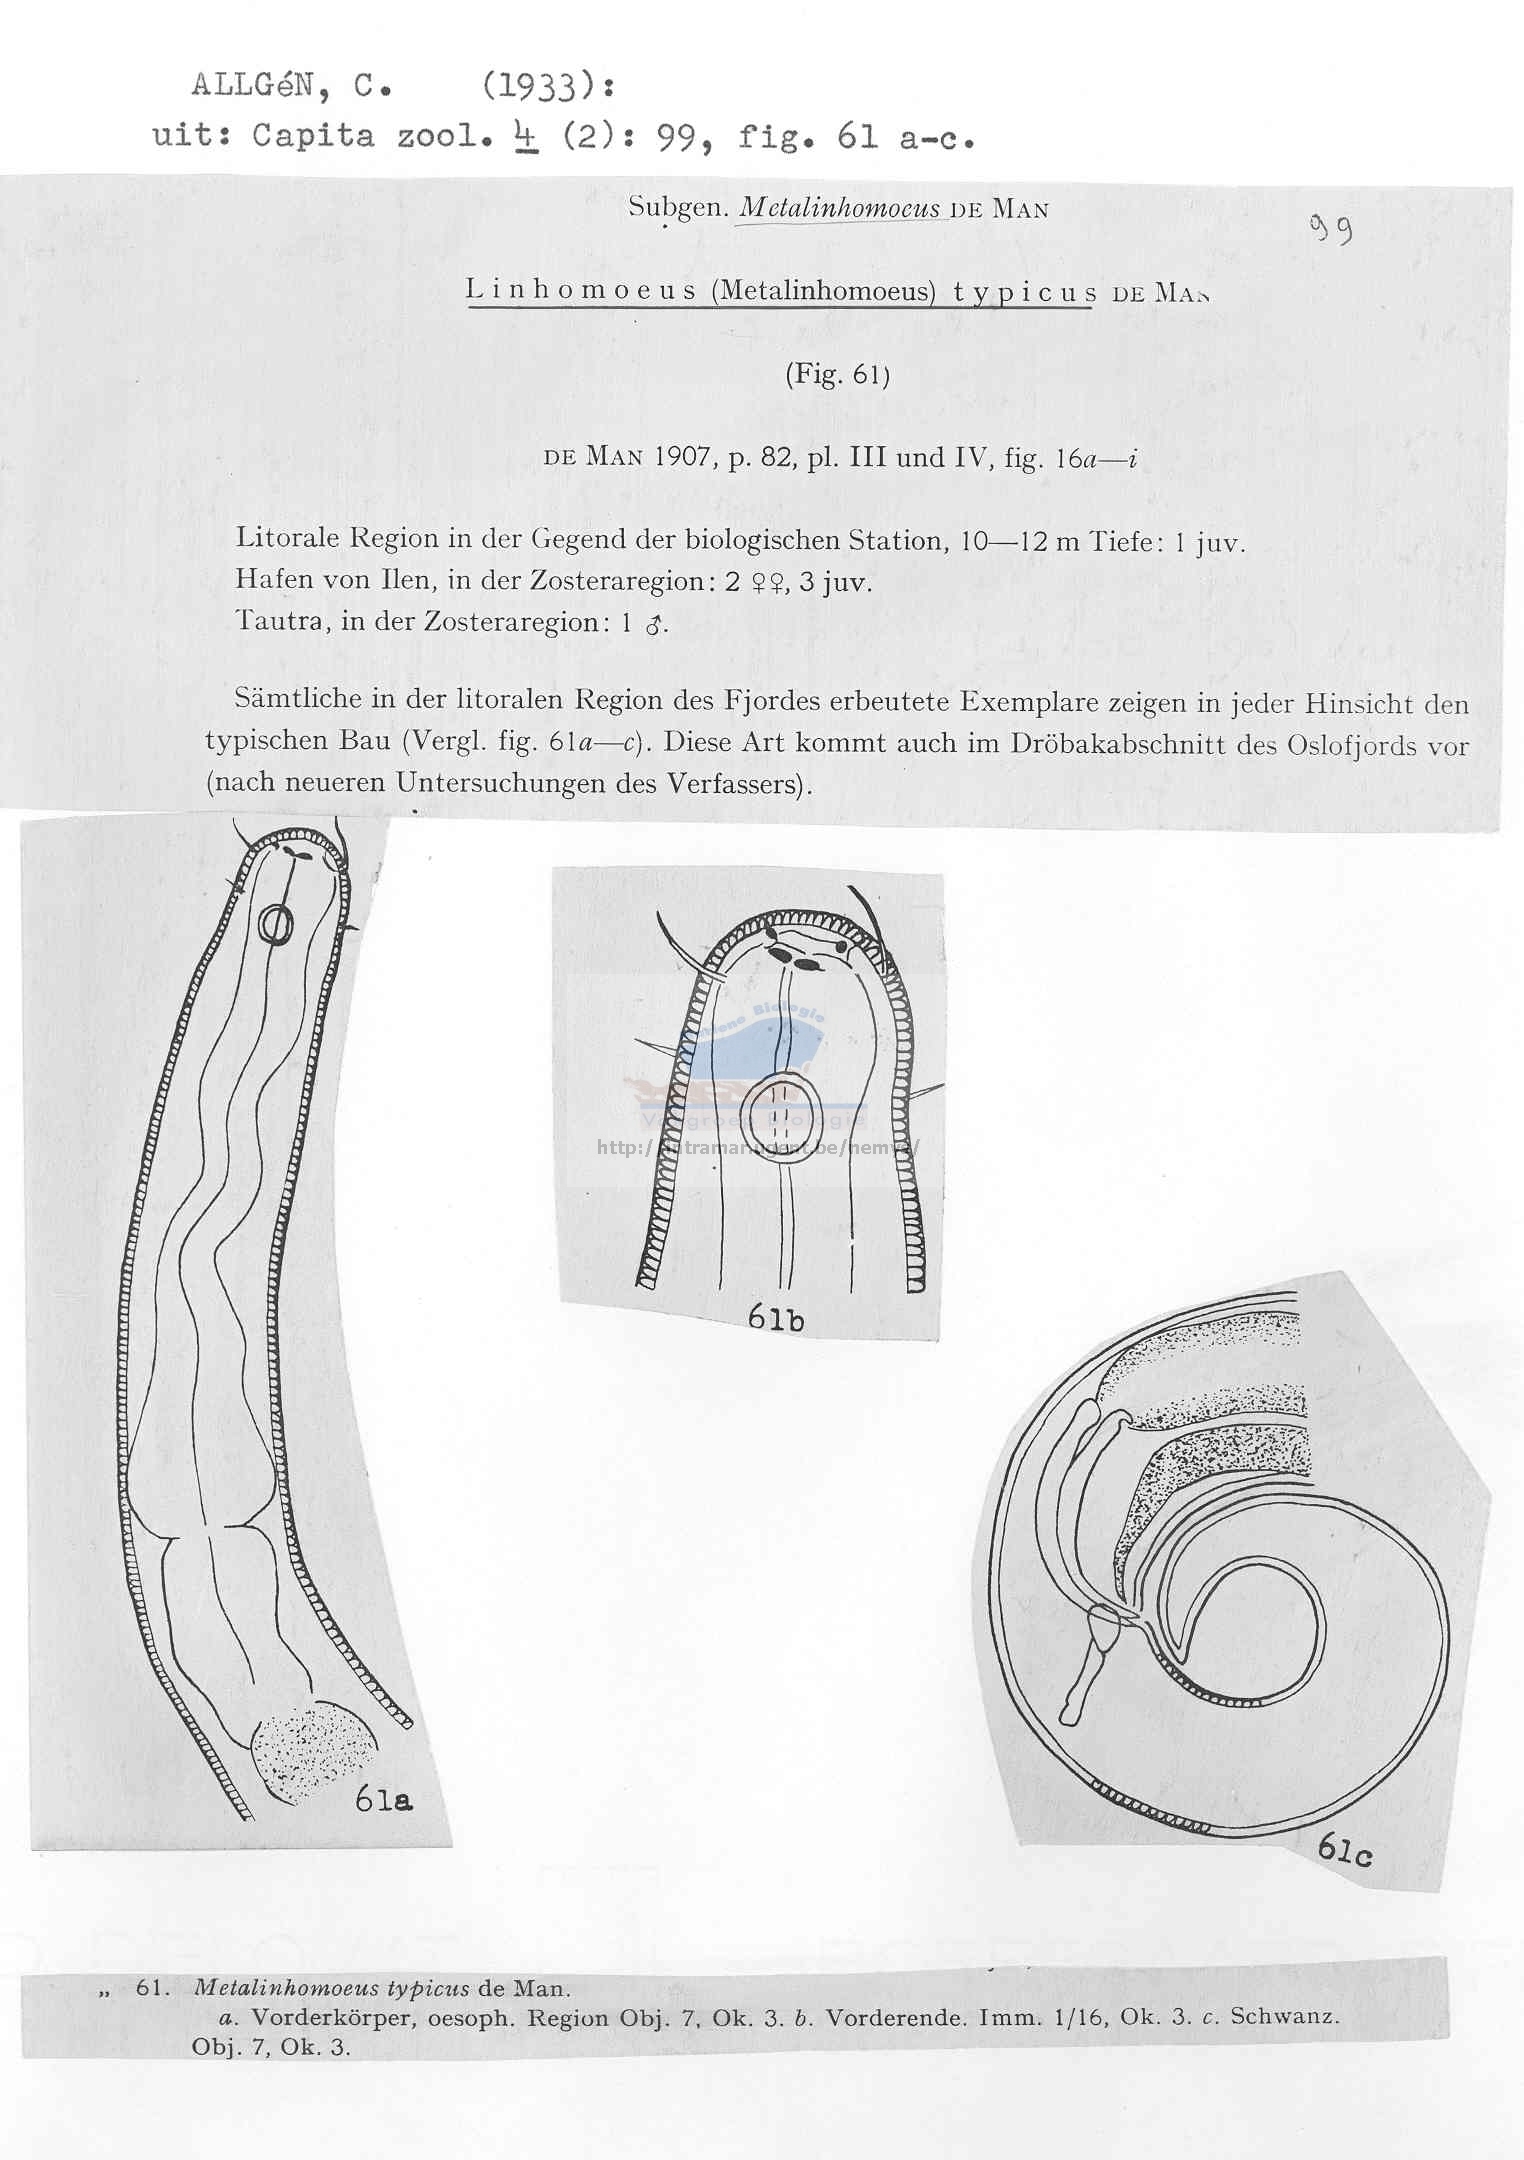 ALLGéN, C. (1933):
uit: Capita zool. 4 (2): 99, fig. 61 a-c.
Subgen. Metalinhomoeus DE MAN
99
Linhomoeus (Metalinhomoeus) typicus DE MAN
(Fig. 61)
DE MAN 1907, p. 82, pl. III und IV, fig. 16a—i
Litorale Region in der Gegend der biologischen Station, 10—12 m Tiefe: 1 juv.
Hafen von Ilen, in der Zosteraregion: 2 ♀♀, 3 juv.
Tautra, in der Zosteraregion: 1 ♂.
Sämtliche in der litoralen Region des Fjordes erbeutete Exemplare zeigen in jeder Hinsicht den
typischen Bau (Vergl. fig. 61a—c). Diese Art kommt auch im Dröbakabschnitt des Oslofjords vor
(nach neueren Untersuchungen des Verfassers).
Biologie
Vakgroep Biologie
http://intramar.ugent.be/nemys/
61b
61a
61c
„ 61. Metalinhomoeus typicus de Man.
a. Vorderkörper, oesoph. Region Obj. 7, Ok. 3. b. Vorderende. Imm. 1/16, Ok. 3. c. Schwanz.
Obj. 7, Ok. 3.